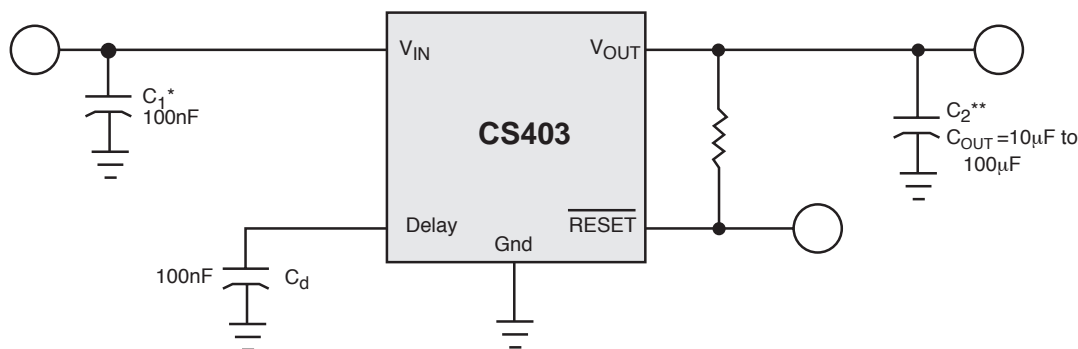 V_IN
V_OUT
C_1*
100nF
CS403
C_2**
C_OUT =10µF to
100µF
Delay
RESET
Gnd
100nF
C_d